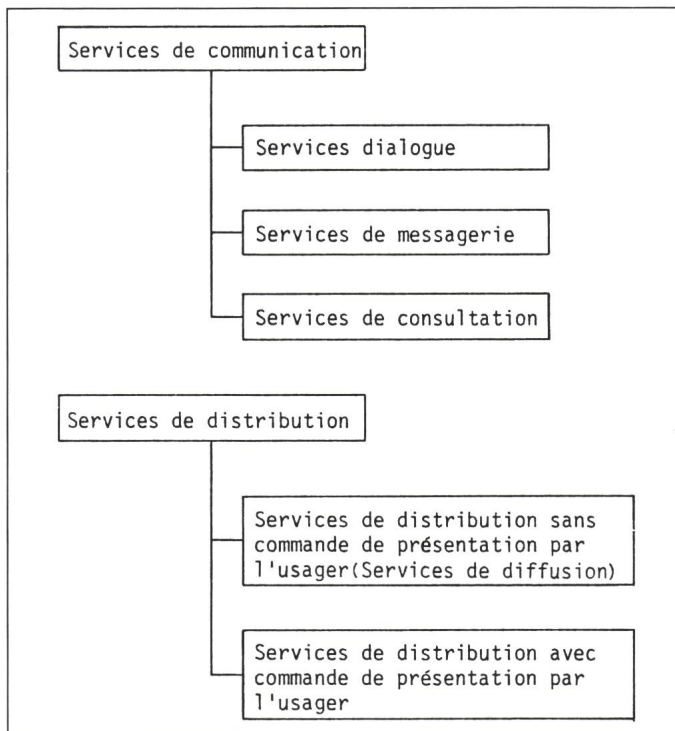 Services de communication
Services dialogue
Services de messagerie
Services de consultation
Services de distribution
Services de distribution sans
commande de présentation par
l'usager(Services de diffusion)
Services de distribution avec
commande de présentation par
l'usager